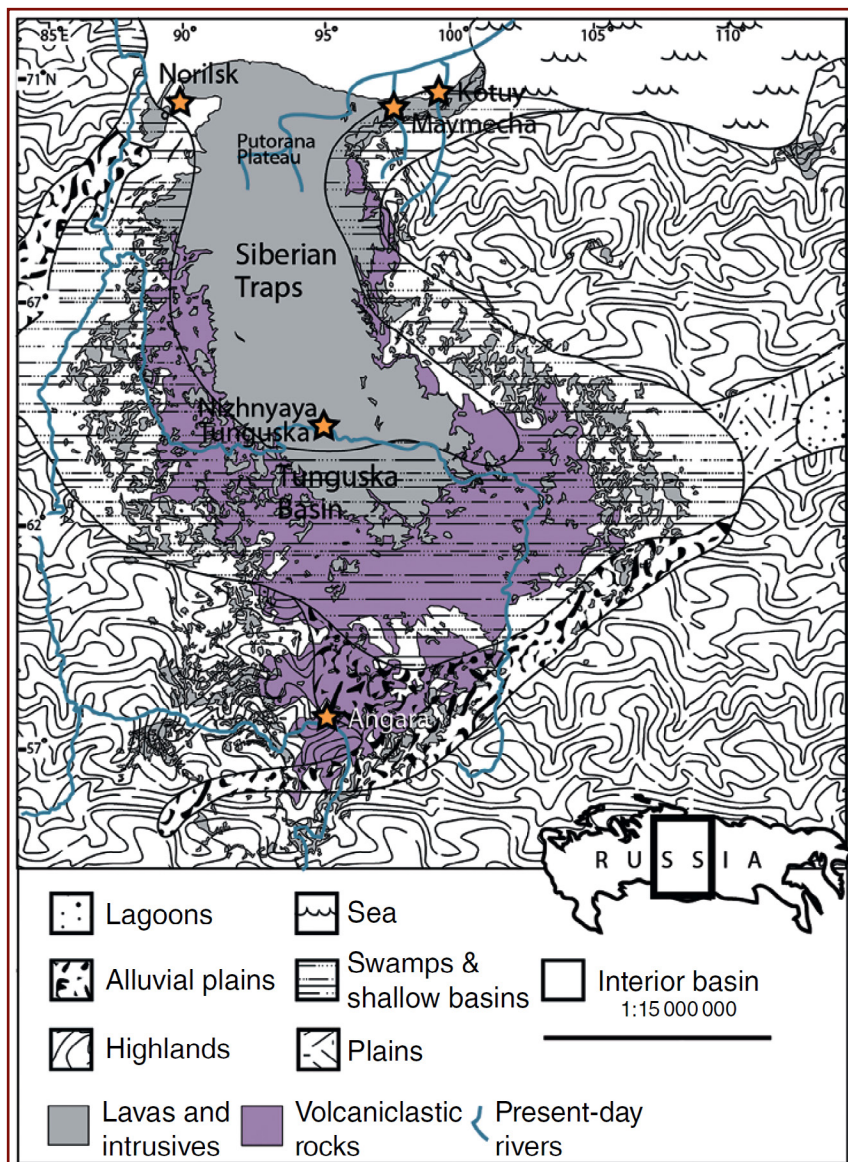 85°E 90° 95° 100° 105° 110°
71°N
Norilsk
Kotuy
Maymecha
Putorana
Plateau
Siberian
Traps
67°
Nizhnyaya
Tunguska
Tunguska
Basin
62°
Angara
57°
RUSSIA
Lagoons
Sea
Alluvial plains
Swamps &
shallow basins
Interior basin
1:15 000 000
Highlands
Plains
Lavas and
intrusives
Volcaniclastic
rocks
Present-day
rivers